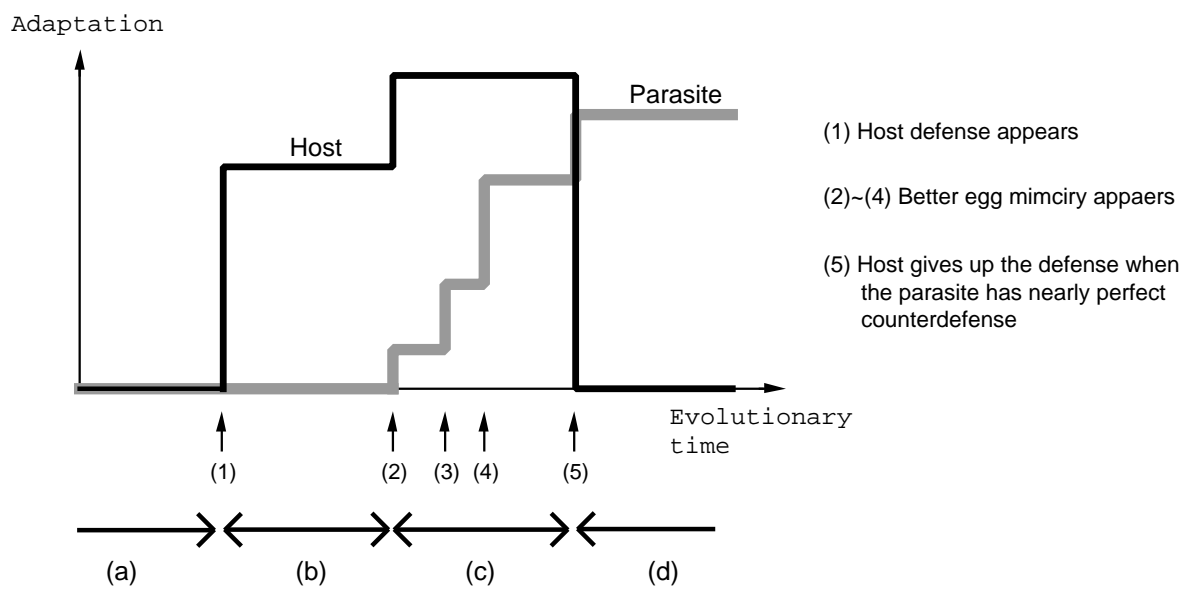 Adaptation
Host
Parasite
(1) Host defense appears
(2)~(4) Better egg mimciry appaers
(5) Host gives up the defense when
the parasite has nearly perfect
counterdefense
Evolutionary
time
(1) (2) (3) (4) (5)
(a) (b) (c) (d)